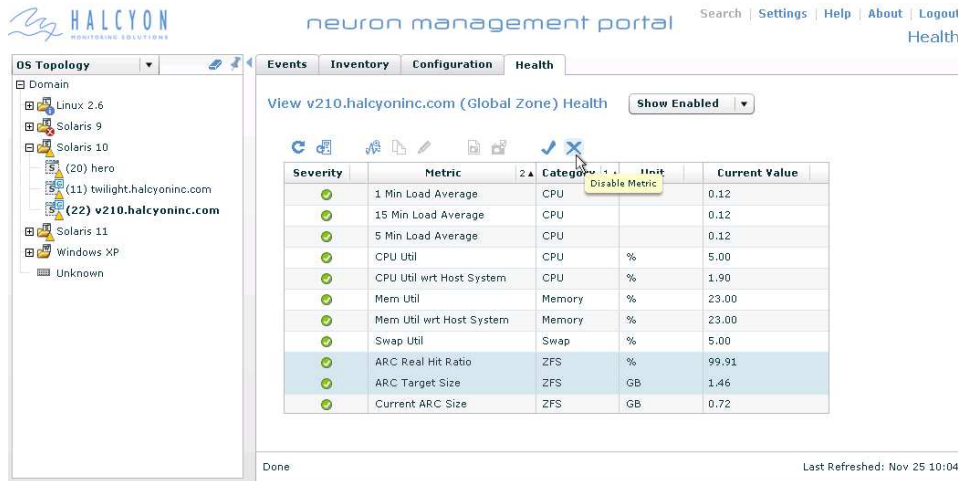 HALCYON
MONITORING SOLUTIONS
neuron management portal
Search | Settings | Help | About | Logout
Health
OS Topology
Domain
Linux 2.6
Solaris 9
Solaris 10
(20) hero
(11) twilight.halcyoninc.com
(22) v210.halcyoninc.com
Solaris 11
Windows XP
Unknown
Events Inventory Configuration Health
View v210.halcyoninc.com (Global Zone) Health Show Enabled
Disable Metric
Severity Metric 2 Category 1 Unit Current Value
1 Min Load Average CPU 0.12
15 Min Load Average CPU 0.12
5 Min Load Average CPU 0.12
CPU Util CPU % 5.00
CPU Util wrt Host System CPU % 1.90
Mem Util Memory % 23.00
Mem Util wrt Host System Memory % 23.00
Swap Util Swap % 5.00
ARC Real Hit Ratio ZFS % 99.91
ARC Target Size ZFS GB 1.46
Current ARC Size ZFS GB 0.72
Done
Last Refreshed: Nov 25 10:04